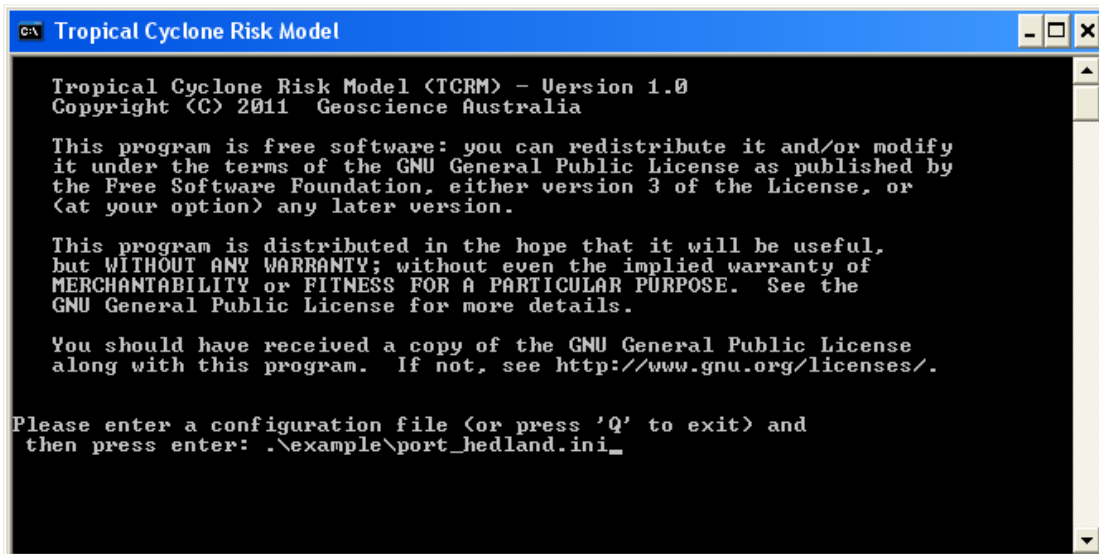 Tropical Cyclone Risk Model
Tropical Cyclone Risk Model (TCRM) - Version 1.0
Copyright (C) 2011 Geoscience Australia
This program is free software: you can redistribute it and/or modify
it under the terms of the GNU General Public License as published by
the Free Software Foundation, either version 3 of the License, or
(at your option) any later version.
This program is distributed in the hope that it will be useful,
but WITHOUT ANY WARRANTY; without even the implied warranty of
MERCHANTABILITY or FITNESS FOR A PARTICULAR PURPOSE.  See the
GNU General Public License for more details.
You should have received a copy of the GNU General Public License
along with this program.  If not, see http://www.gnu.org/licenses/.
Please enter a configuration file (or press 'Q' to exit) and
then press enter: .\example\port_hedland.ini_